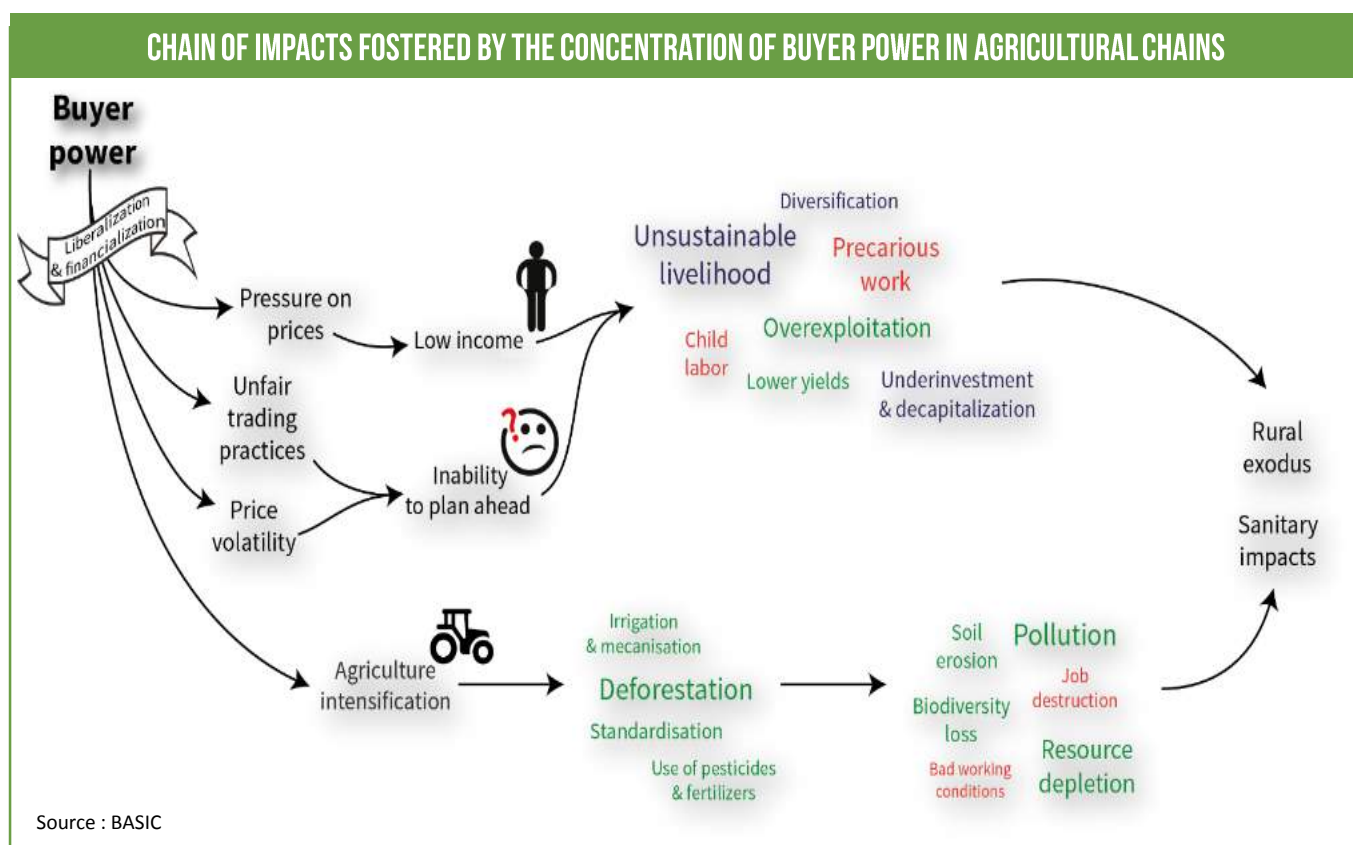 CHAIN OF IMPACTS FOSTERED BY THE CONCENTRATION OF BUYER POWER IN AGRICULTURAL CHAINS
Buyer
power
Liberalization
& financialization
Pressure on
prices
Low income
Unfair
trading
practices
Price
volatility
?
Inability
to plan ahead
Diversification
Unsustainable
livelihood
Precarious
work
Child
labor
Overexploitation
Lower yields
Underinvestment
& decapitalization
Rural
exodus
Sanitary
impacts
Agriculture
intensification
Irrigation
& mecanisation
Deforestation
Standardisation
Use of pesticides
& fertilizers
Soil
erosion
Pollution
Job
destruction
Biodiversity
loss
Resource
depletion
Bad working
conditions
Source : BASIC